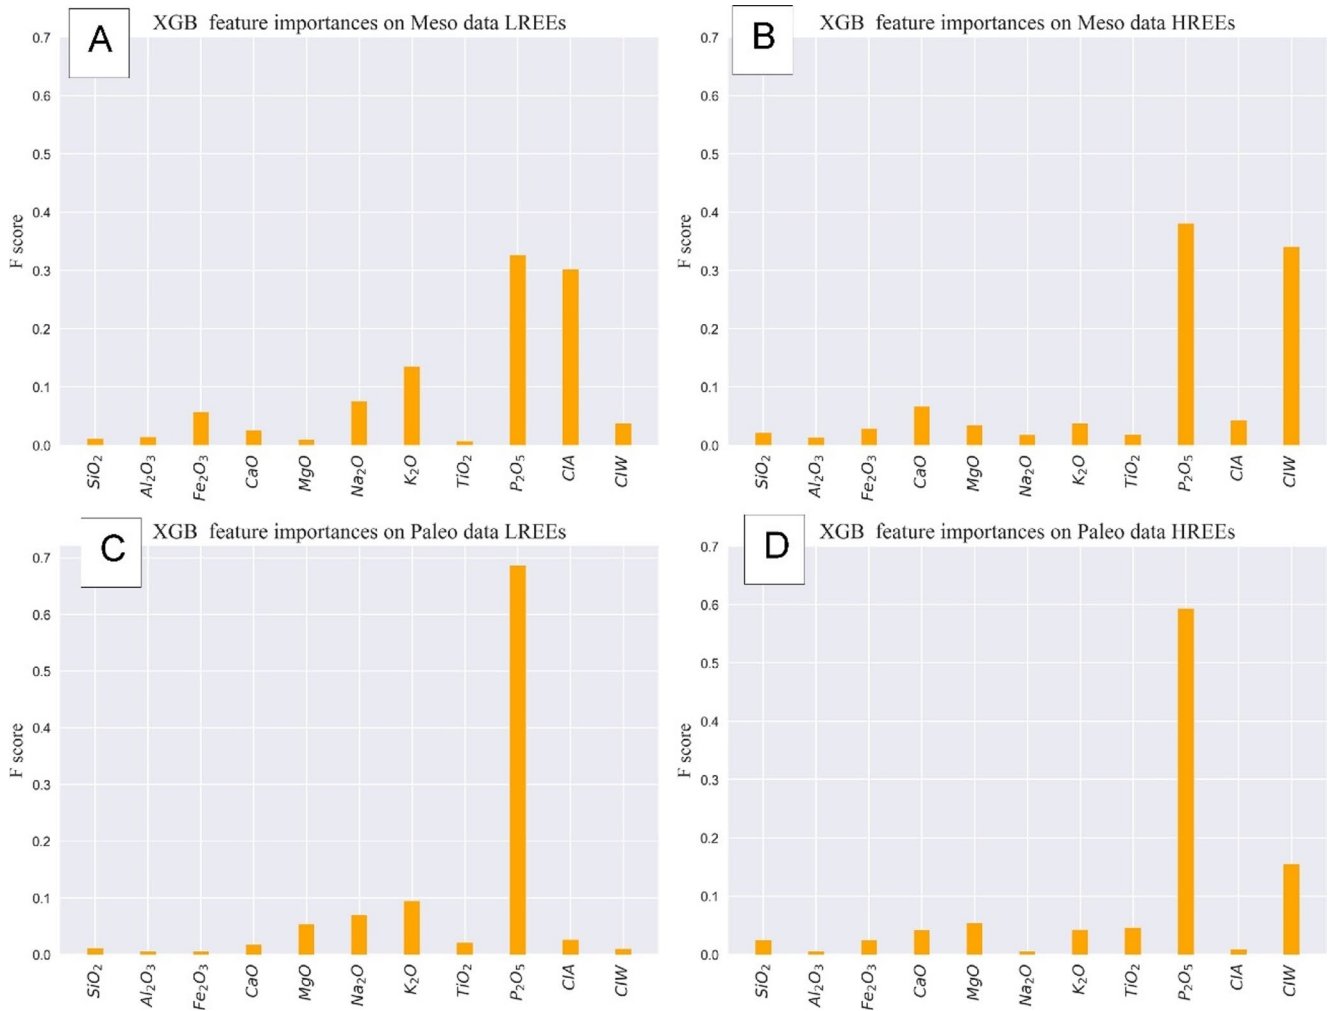 A
XGB feature importances on Meso data LREEs
0.7
0.6
0.5
0.4
0.3
0.2
0.1
0.0
F score
SiO₂
Al₂O₃
Fe₂O₃
CaO
MgO
Na₂O
K₂O
TiO₂
P₂O₅
CIA
CIW
B
XGB feature importances on Meso data HREEs
0.7
0.6
0.5
0.4
0.3
0.2
0.1
0.0
F score
SiO₂
Al₂O₃
Fe₂O₃
CaO
MgO
Na₂O
K₂O
TiO₂
P₂O₅
CIA
CIW
C
XGB feature importances on Paleo data LREEs
0.7
0.6
0.5
0.4
0.3
0.2
0.1
0.0
F score
SiO₂
Al₂O₃
Fe₂O₃
CaO
MgO
Na₂O
K₂O
TiO₂
P₂O₅
CIA
CIW
D
XGB feature importances on Paleo data HREEs
0.7
0.6
0.5
0.4
0.3
0.2
0.1
0.0
F score
SiO₂
Al₂O₃
Fe₂O₃
CaO
MgO
Na₂O
K₂O
TiO₂
P₂O₅
CIA
CIW